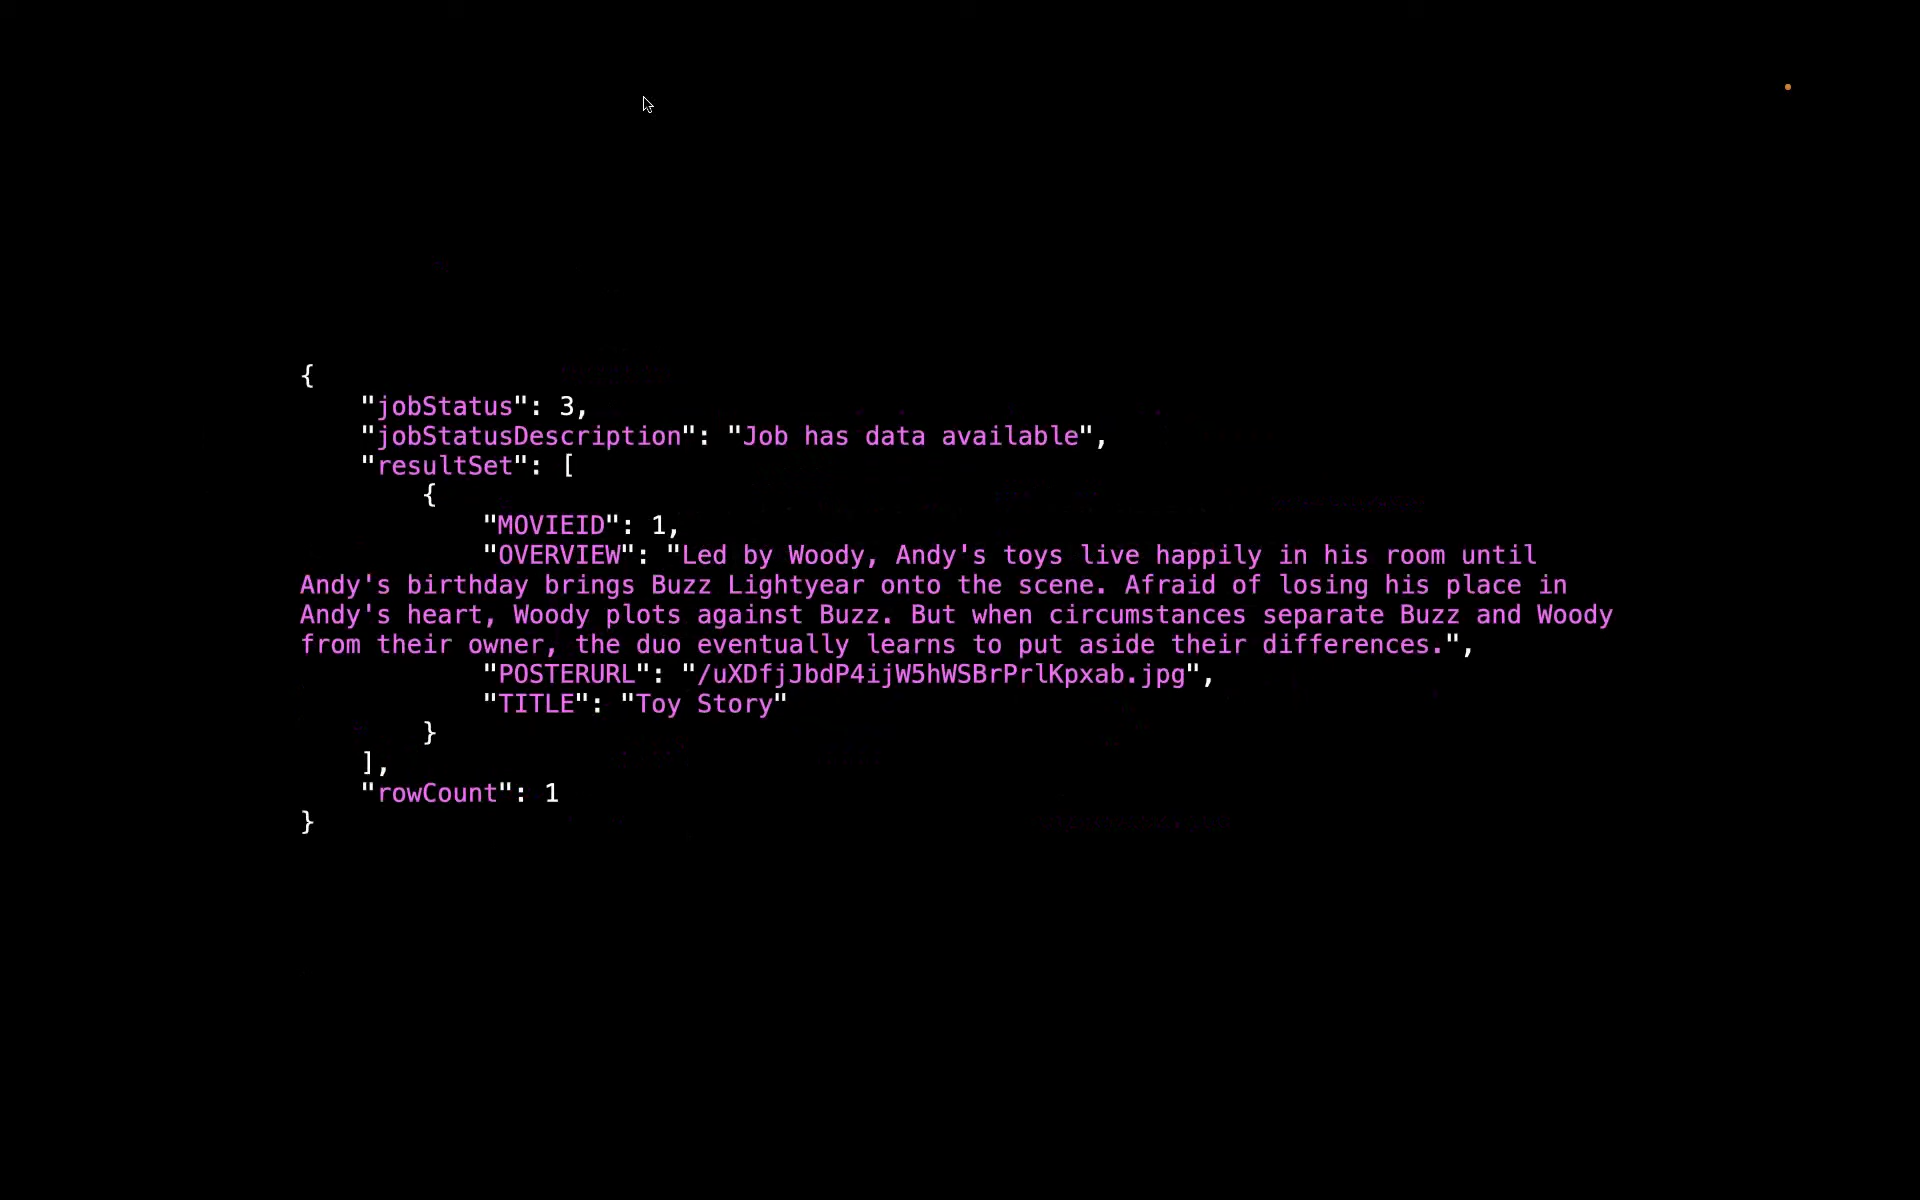 {
    "jobStatus": 3,
    "jobStatusDescription": "Job has data available",
    "resultSet": [
        {
            "MOVIEID": 1,
            "OVERVIEW": "Led by Woody, Andy's toys live happily in his room until
Andy's birthday brings Buzz Lightyear onto the scene. Afraid of losing his place in
Andy's heart, Woody plots against Buzz. But when circumstances separate Buzz and Woody
from their owner, the duo eventually learns to put aside their differences.",
            "POSTERURL": "/uXDfjJbdP4ijW5hWSBrPrlKpxab.jpg",
            "TITLE": "Toy Story"
        }
    ],
    "rowCount": 1
}